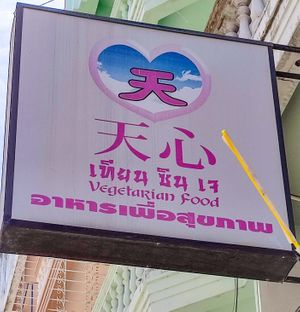 天
天心
เทียน ซิน เจ
Vegetarian Food
อาหารเพื่อสุขภาพ